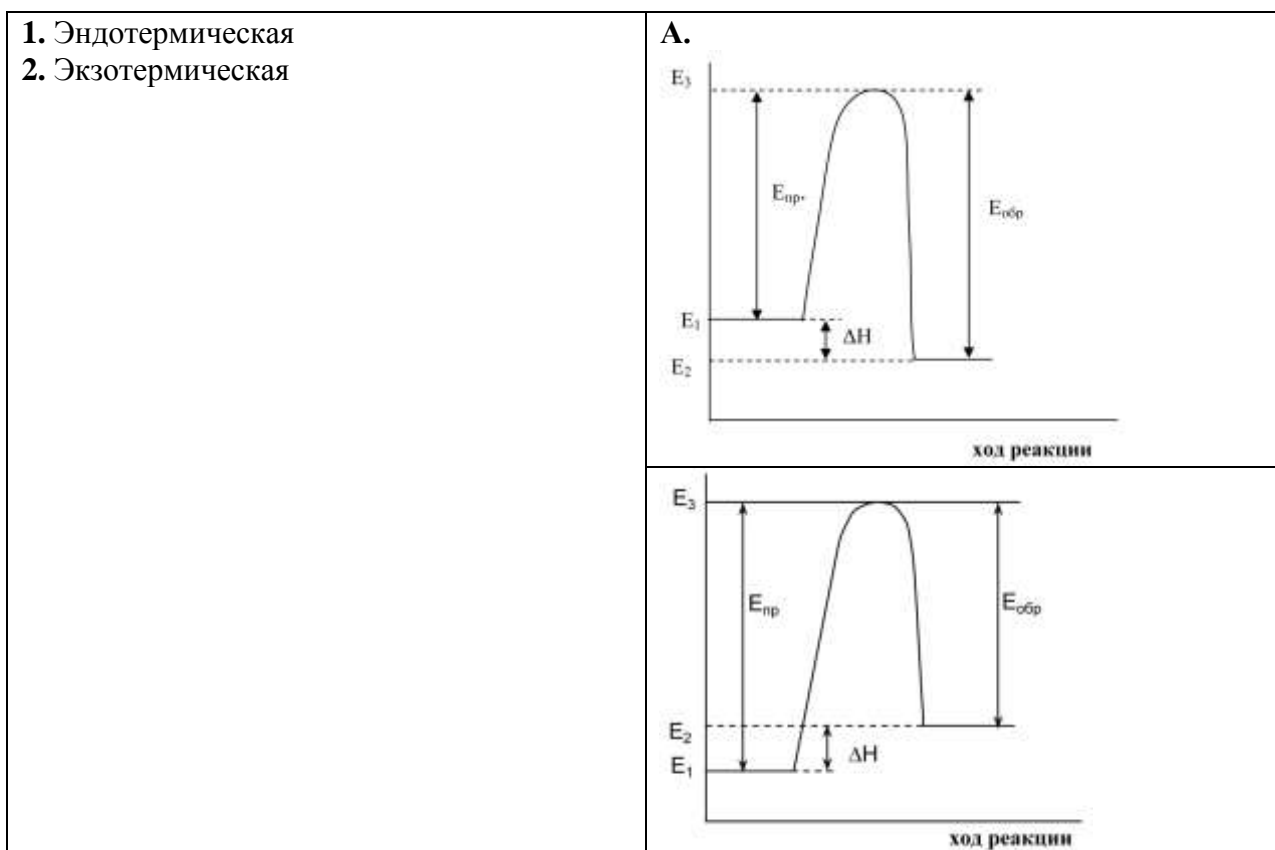 1. Эндотермическая
2. Экзотермическая
А.
E₃
Eпр.
Eобр
E₁
ΔH
E₂
ход реакции
E₃
Eпр
Eобр
E₂
ΔH
E₁
ход реакции